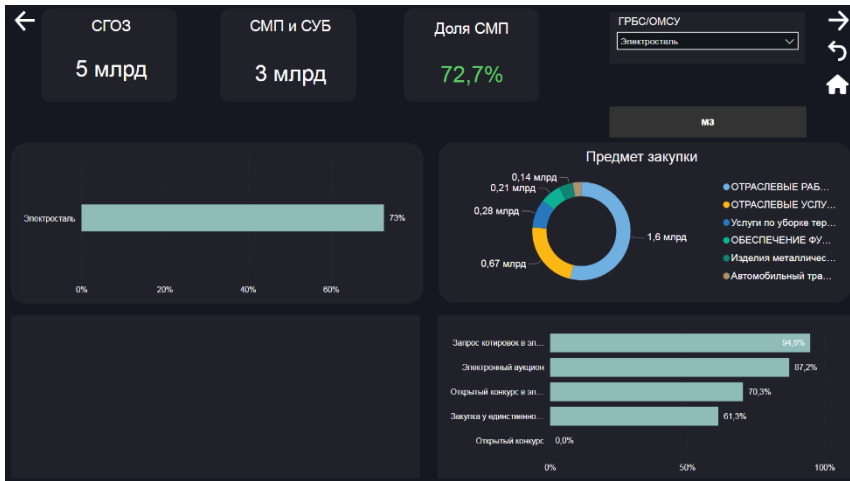 СГОЗ
5 млрд
СМП и СУБ
3 млрд
Доля СМП
72,7%
ГРБС/ОМСУ
Электросталь
МЗ
Электросталь
73%
0%
20%
40%
60%
Предмет закупки
0,14 млрд
0,21 млрд
0,28 млрд
0,67 млрд
1,6 млрд
ОТРАСЛЕВЫЕ РАБ...
ОТРАСЛЕВЫЕ УСЛУ...
Услуги по уборке тер...
ОБЕСПЕЧЕНИЕ ФУ...
Изделия металличес...
Автомобильный тра...
Запрос котировок в эл...
94,8%
Электронный аукцион
87,2%
Открытый конкурс в эл...
70,3%
Закупка у единственно...
61,3%
Открытый конкурс
0,0%
0%
50%
100%